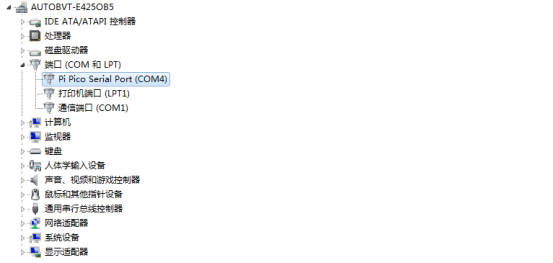 AUTOBVT-E425OB5
IDE ATA/ATAPI 控制器
处理器
磁盘驱动器
端口 (COM 和 LPT)
Pi Pico Serial Port (COM4)
打印机端口 (LPT1)
通信端口 (COM1)
计算机
监视器
键盘
人体学输入设备
声音、视频和游戏控制器
鼠标和其他指针设备
通用串行总线控制器
网络适配器
系统设备
显示适配器